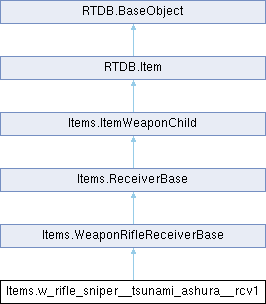 RTDB.BaseObject
RTDB.Item
Items.ItemWeaponChild
Items.ReceiverBase
Items.WeaponRifleReceiverBase
Items.w_rifle_sniper__tsunami_ashura__rcv1